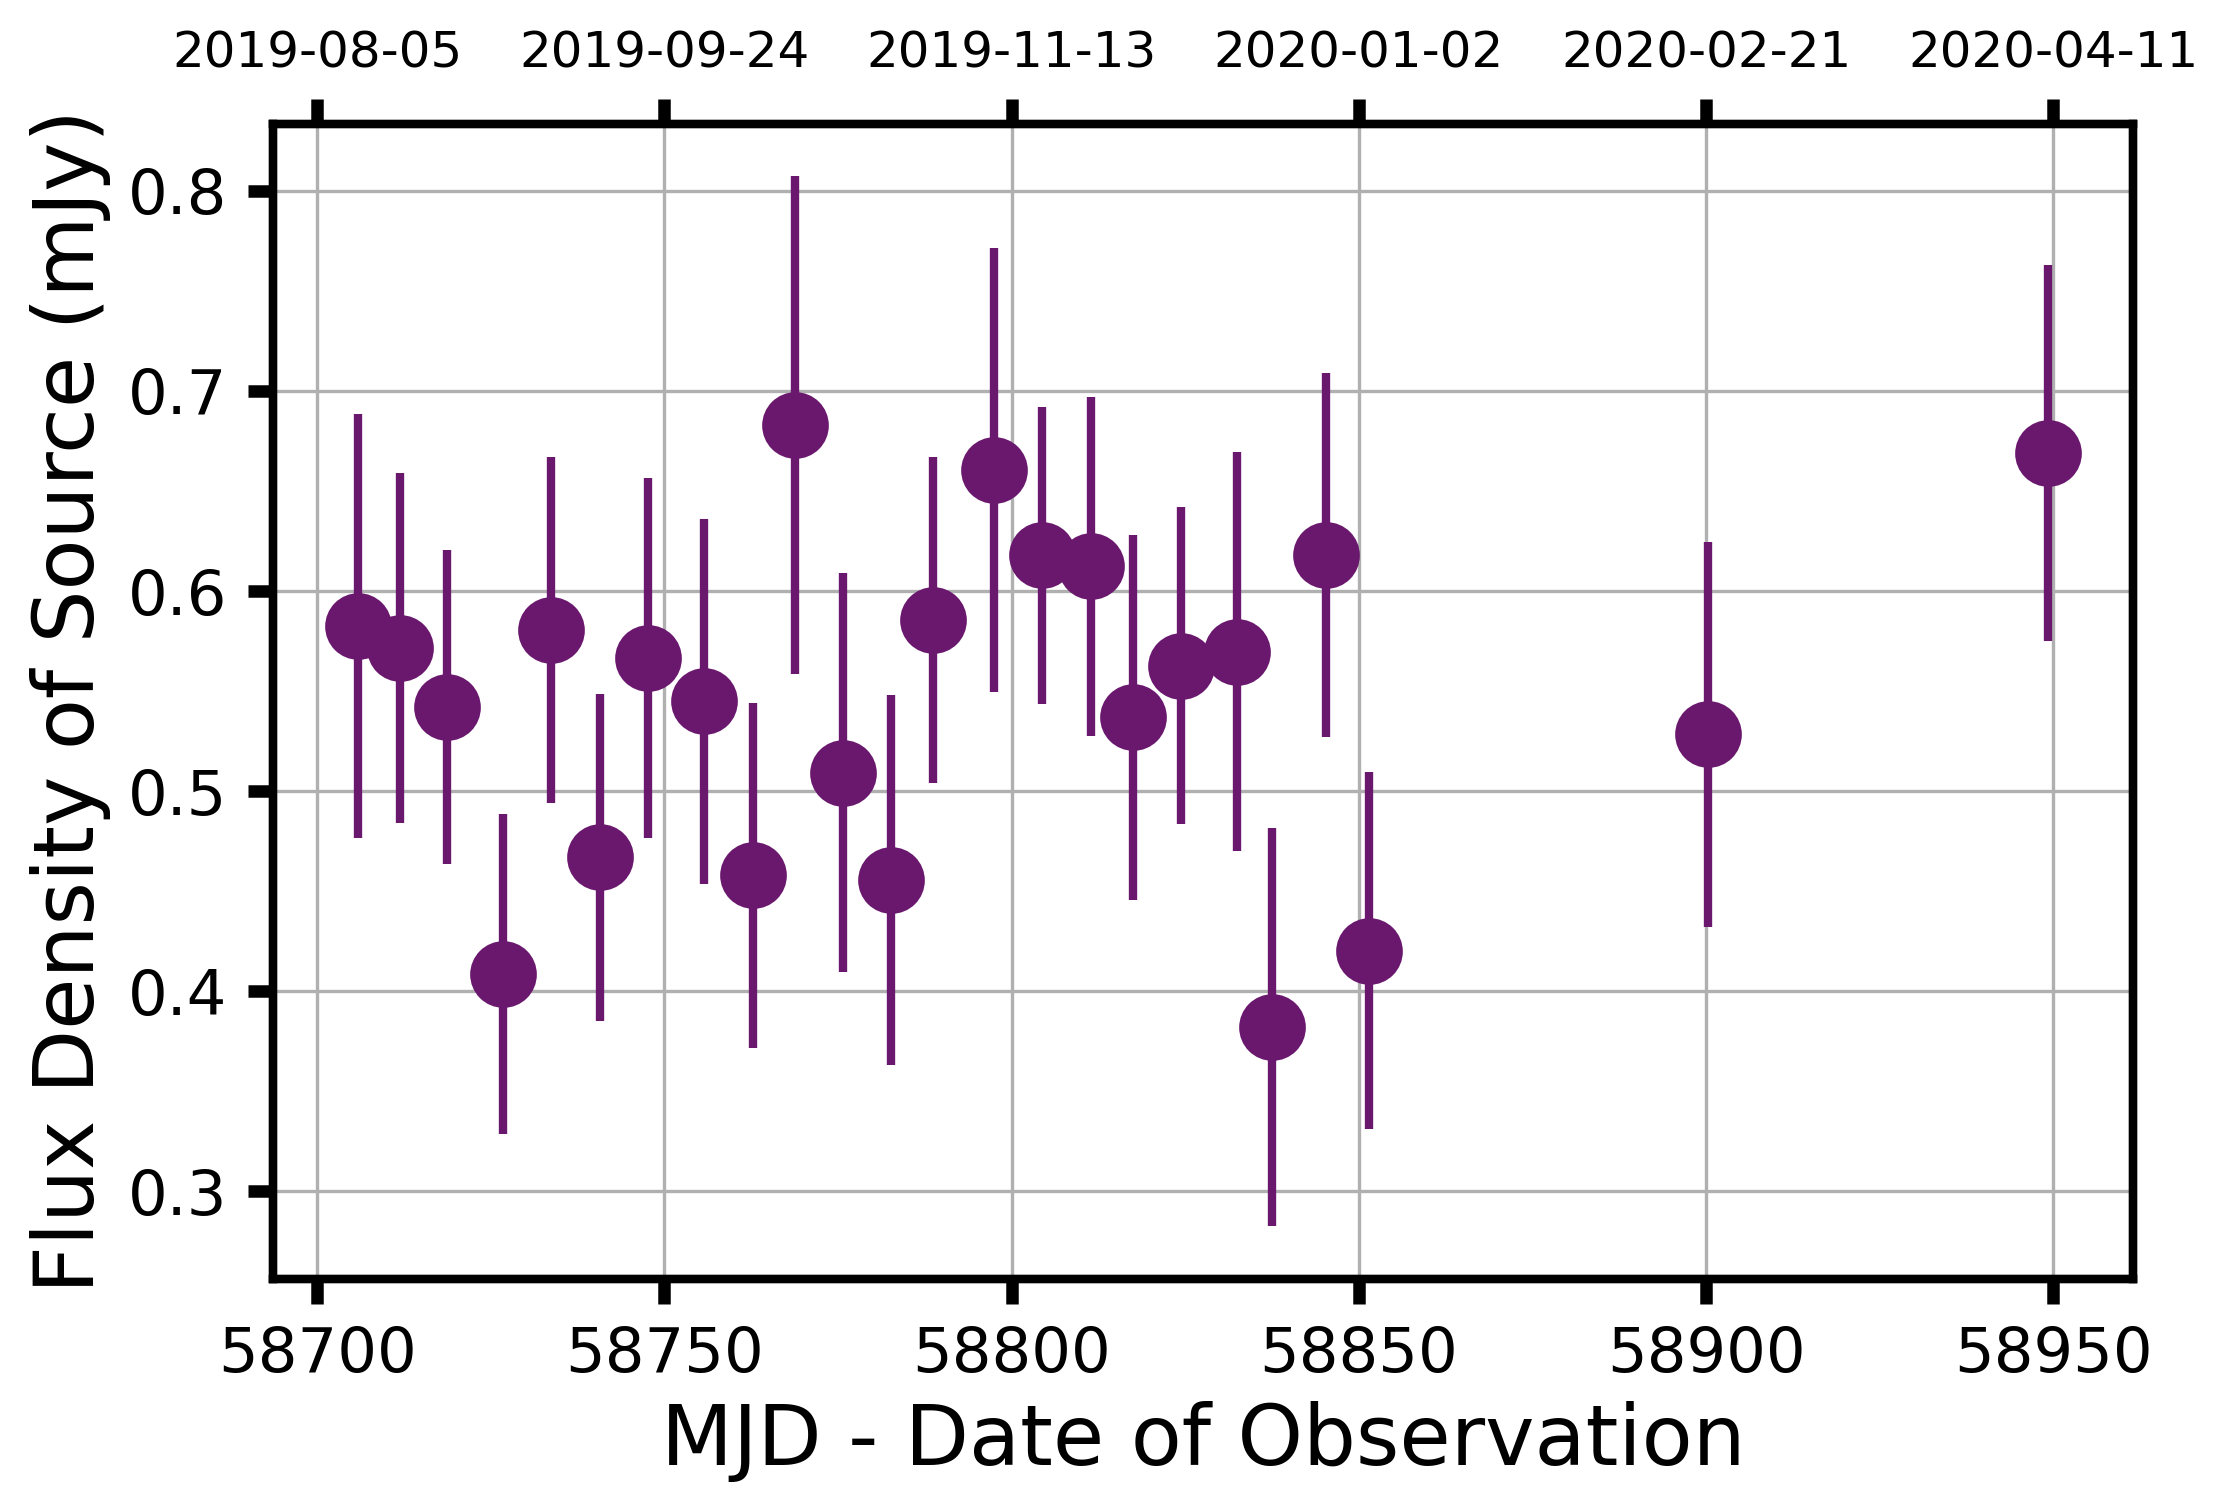 2019-08-05 2019-09-24 2019-11-13 2020-01-02 2020-02-21 2020-04-11
Flux Density of Source (mJy)
0.8
0.7
0.6
0.5
0.4
0.3
58700 58750 58800 58850 58900 58950
MJD - Date of Observation